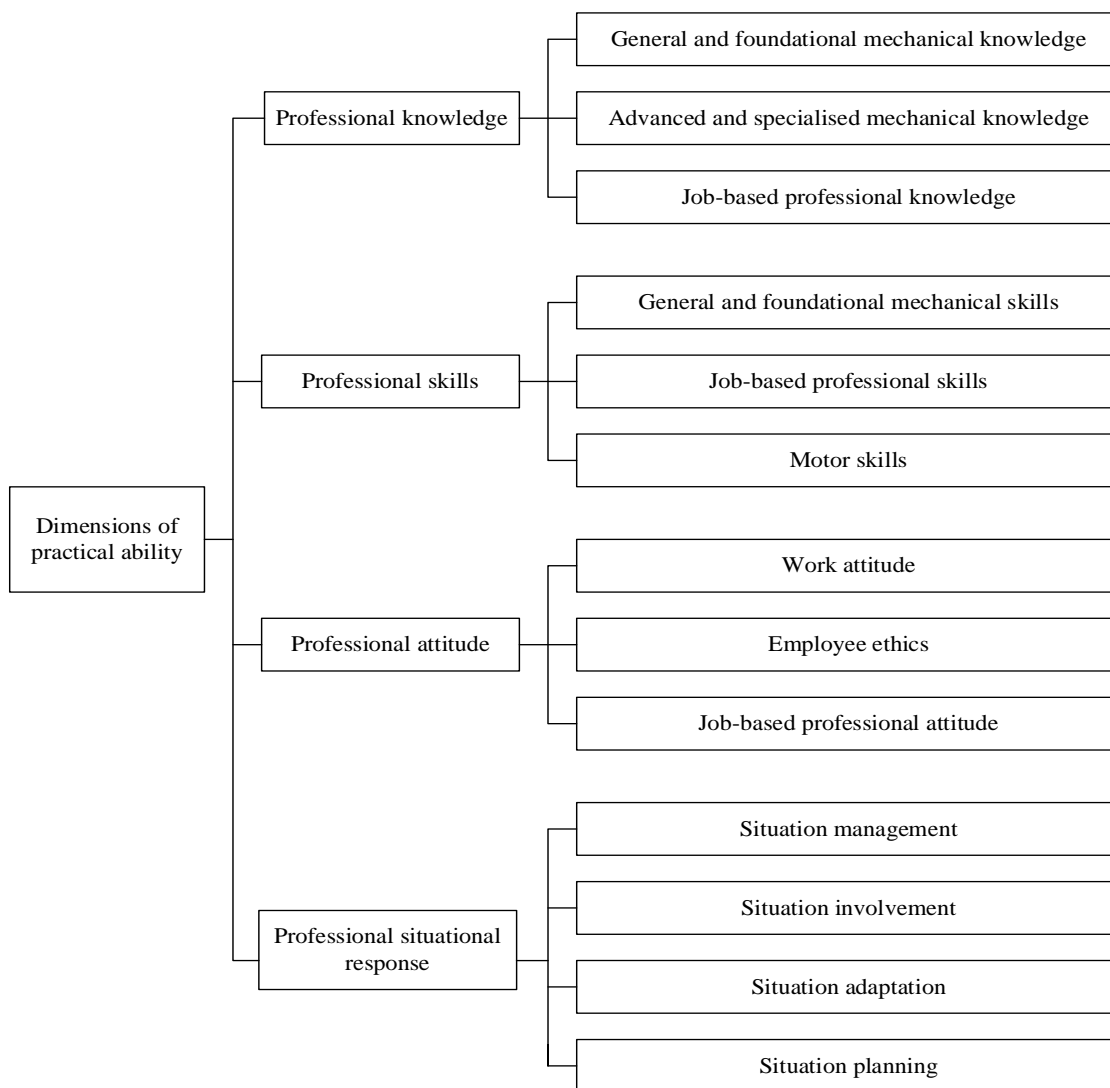 Dimensions of
practical ability
Professional knowledge
General and foundational mechanical knowledge
Advanced and specialised mechanical knowledge
Job-based professional knowledge
Professional skills
General and foundational mechanical skills
Job-based professional skills
Motor skills
Professional attitude
Work attitude
Employee ethics
Job-based professional attitude
Professional situational
response
Situation management
Situation involvement
Situation adaptation
Situation planning